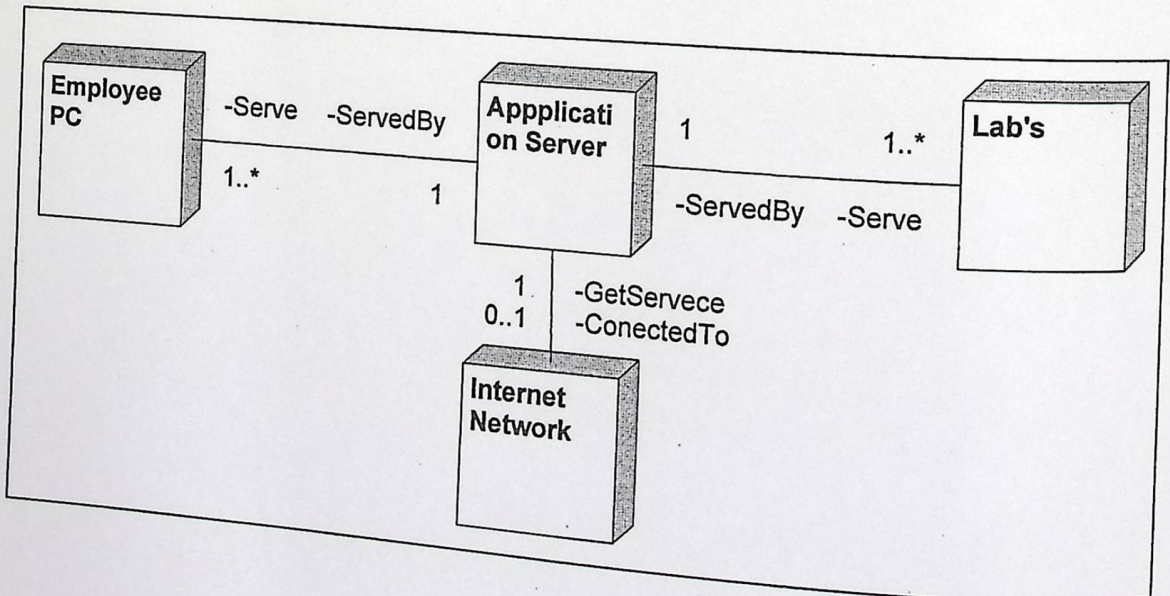 Employee
PC
-Serve -ServedBy
1..* 1
Appplicati
on Server
1 1..*
-ServedBy -Serve
Lab's
1 -GetServece
0..1 -ConectedTo
Internet
Network